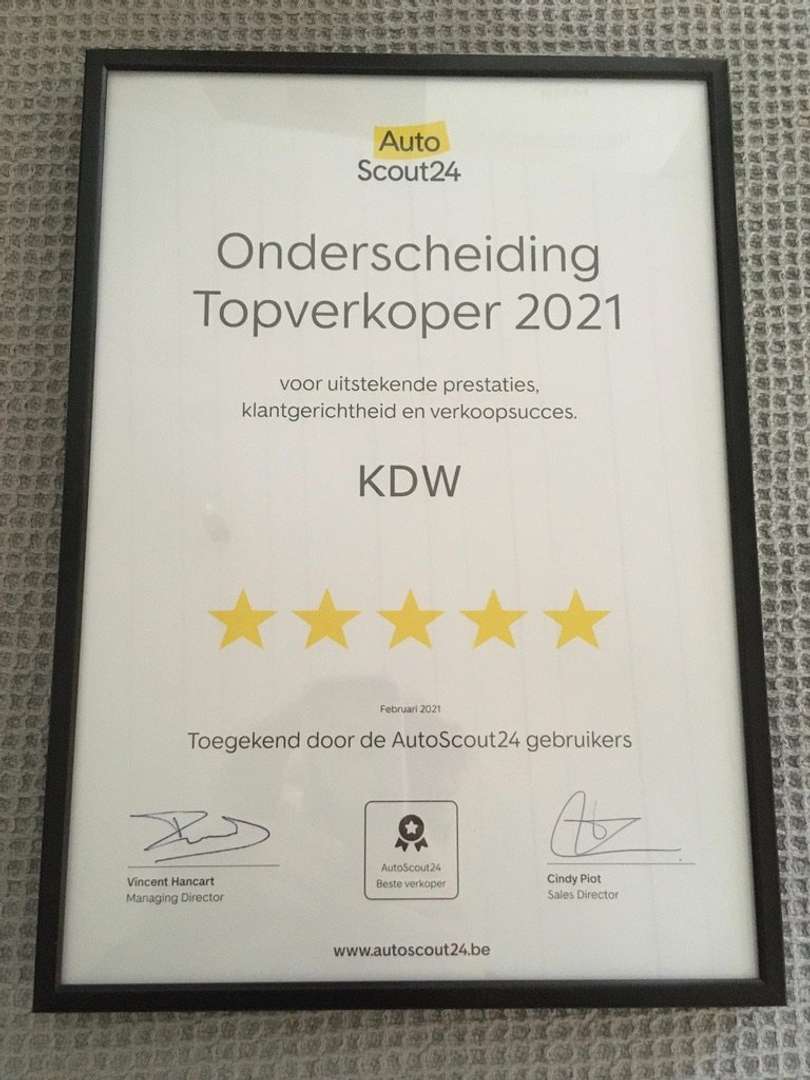 Auto
Scout24
Onderscheiding
Topverkoper 2021
voor uitstekende prestaties,
klantgerichtheid en verkoopsucces.
KDW
Februari 2021
Toegekend door de AutoScout24 gebruikers
Vincent Hancart
Managing Director
AutoScout24
Beste verkoper
Cindy Piot
Sales Director
www.autoscout24.be